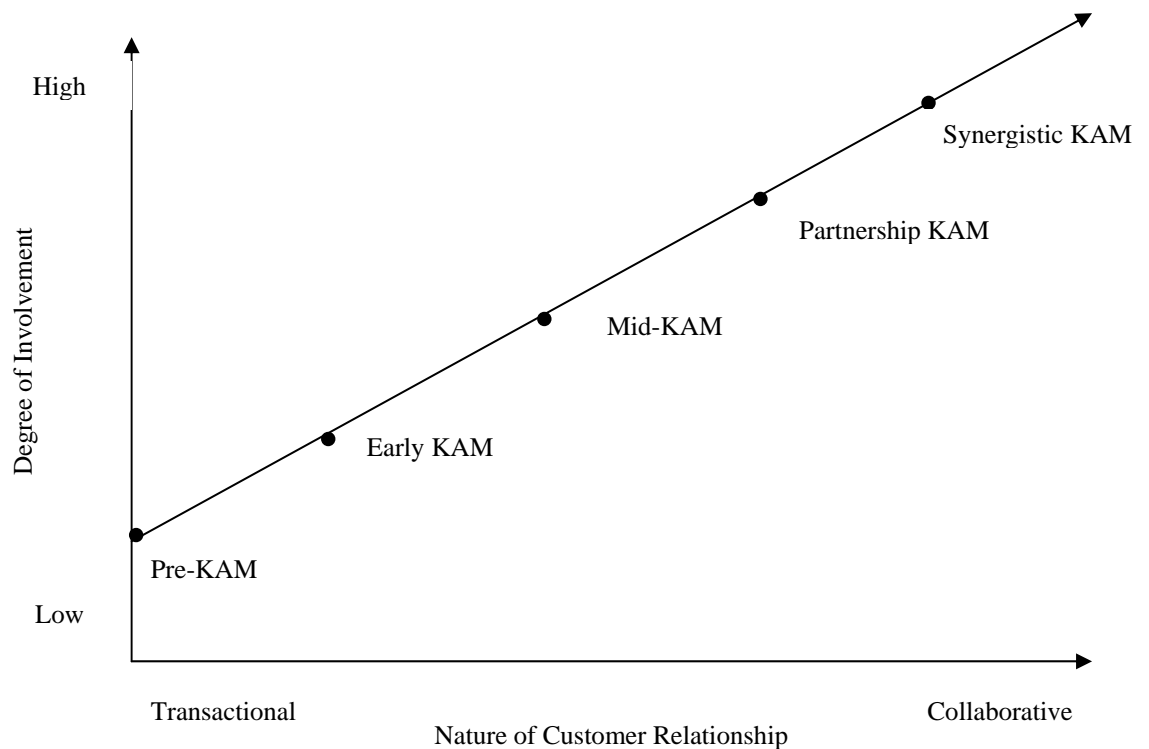 High
Synergistic KAM
Partnership KAM
Degree of Involvement
Mid-KAM
Early KAM
Pre-KAM
Low
Transactional
Collaborative
Nature of Customer Relationship